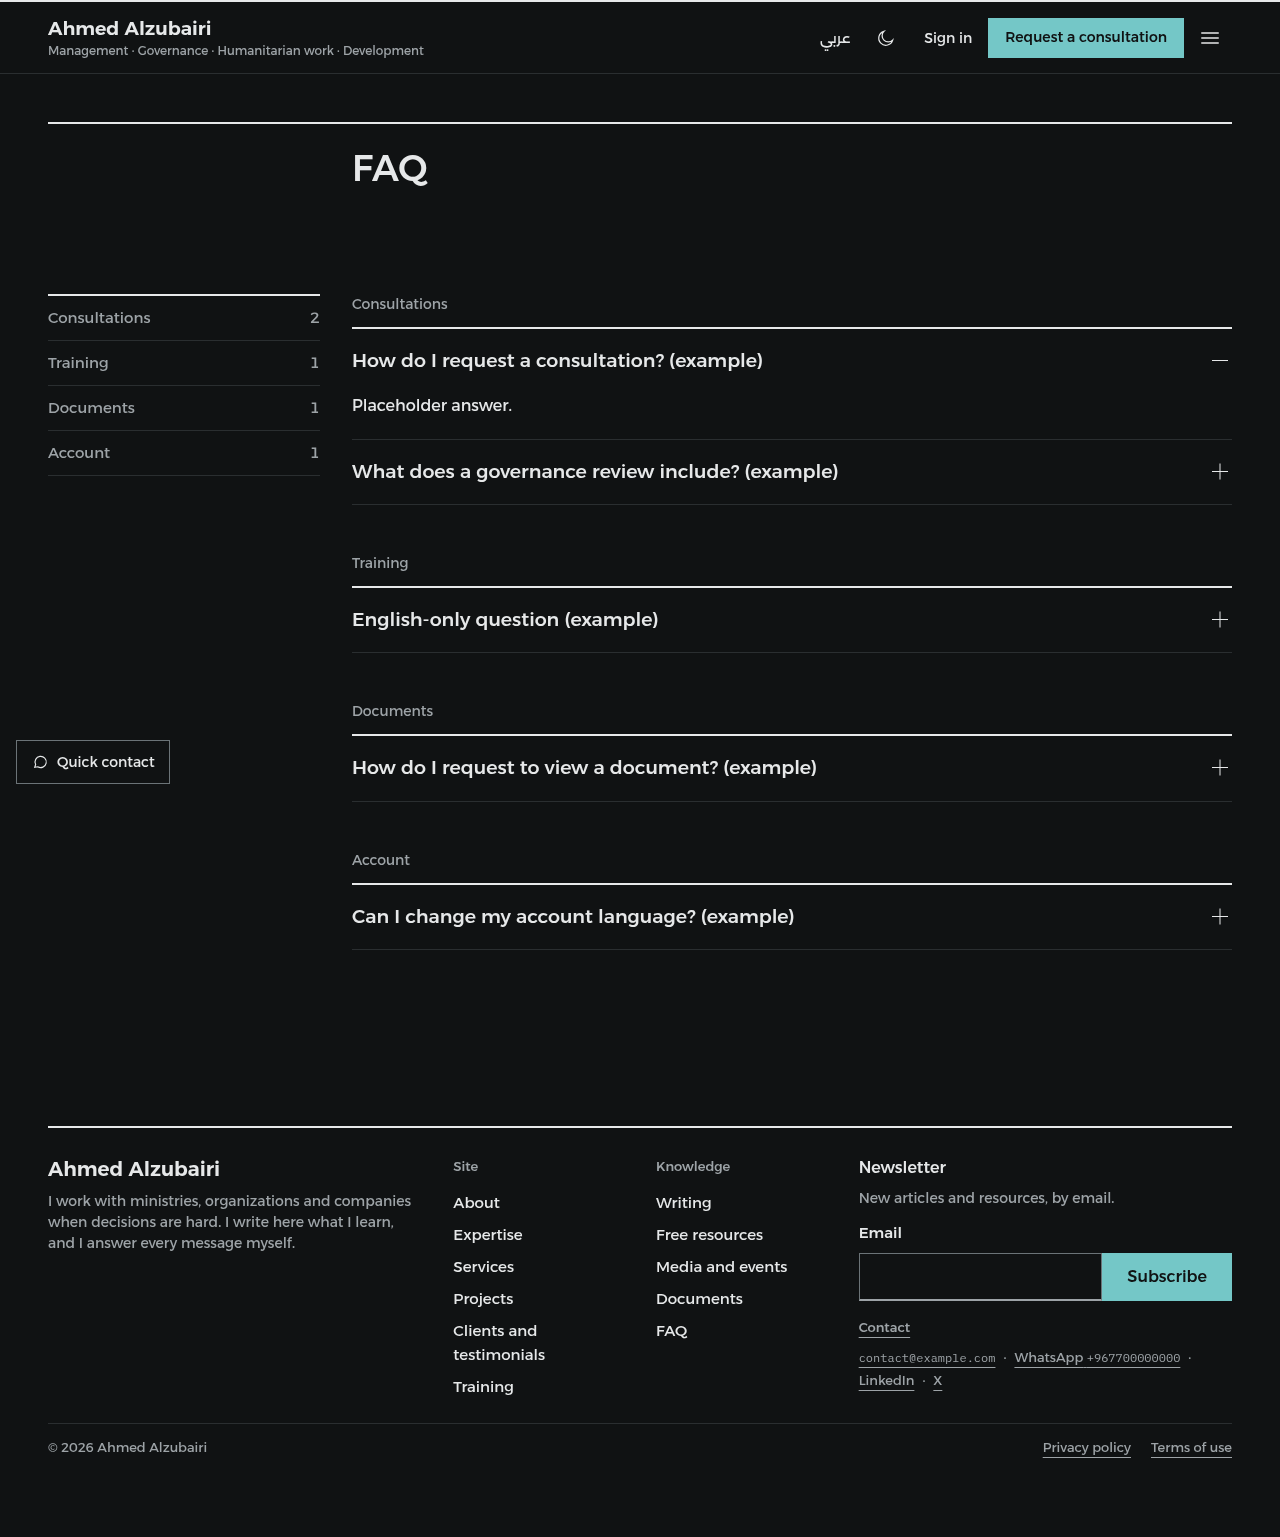 Ahmed Alzubairi
Management · Governance · Humanitarian work · Development
عربي
Sign in
Request a consultation
FAQ
Consultations 2
Training 1
Documents 1
Account 1
Consultations
How do I request a consultation? (example)
Placeholder answer.
What does a governance review include? (example)
Training
English-only question (example)
Documents
How do I request to view a document? (example)
Quick contact
Account
Can I change my account language? (example)
Ahmed Alzubairi
I work with ministries, organizations and companies
when decisions are hard. I write here what I learn,
and I answer every message myself.
Site
About
Expertise
Services
Projects
Clients and
testimonials
Training
Knowledge
Writing
Free resources
Media and events
Documents
FAQ
Newsletter
New articles and resources, by email.
Email
Subscribe
Contact
contact@example.com · WhatsApp +967700000000 ·
LinkedIn · X
© 2026 Ahmed Alzubairi
Privacy policy
Terms of use